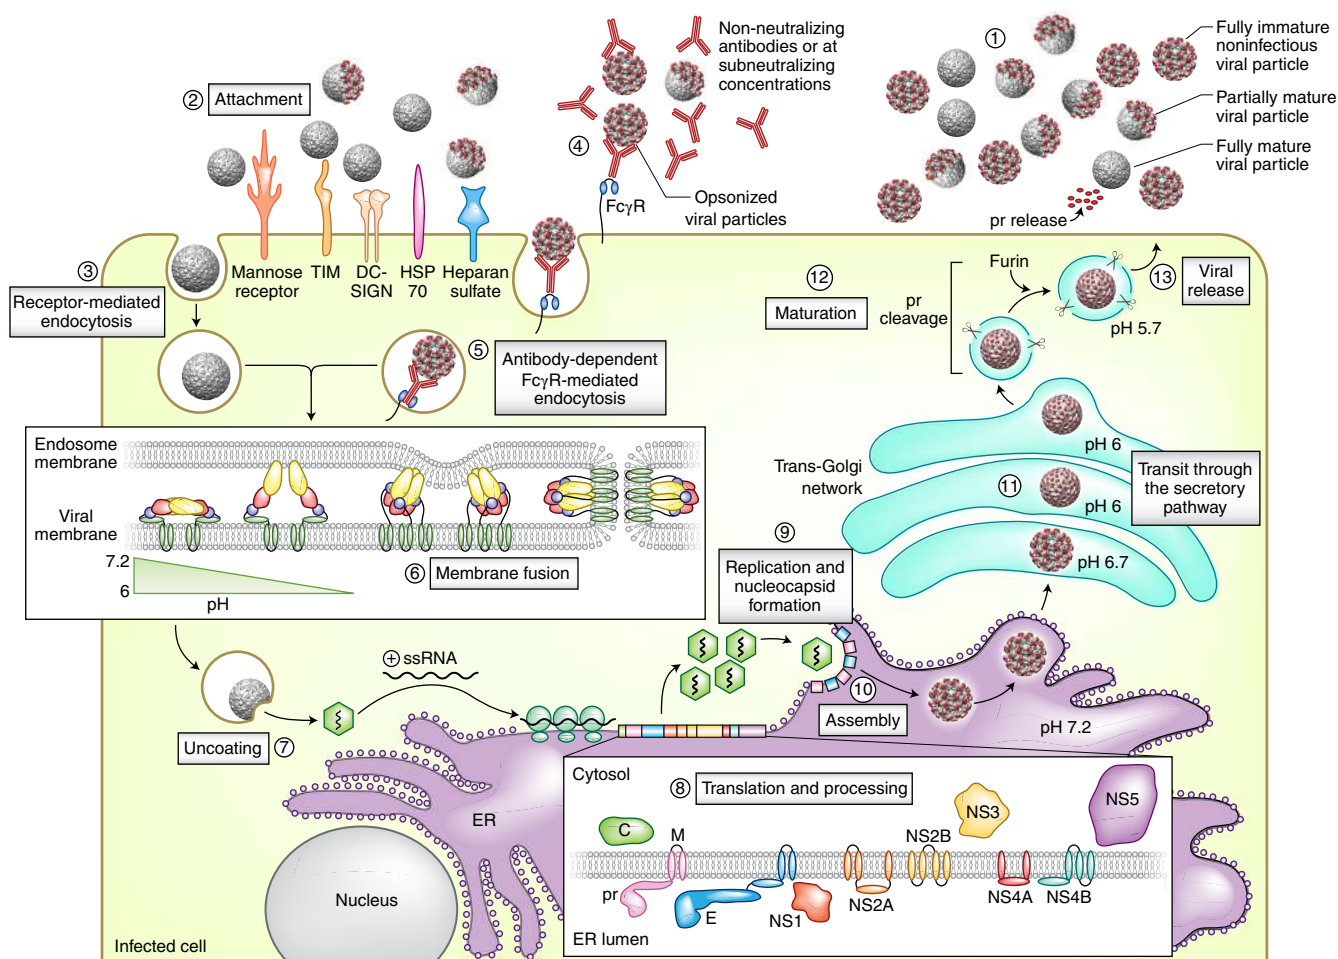 ①
Fully immature
noninfectious
viral particle
Partially mature
viral particle
Fully mature
viral particle
pr release
② Attachment
Mannose
receptor
TIM
DC-
SIGN
HSP
70
Heparan
sulfate
③
Receptor-mediated
endocytosis
Non-neutralizing
antibodies or at
subneutralizing
concentrations
④
FcγR
Opsonized
viral particles
⑤
Antibody-dependent
FcγR-mediated
endocytosis
Endosome
membrane
Viral
membrane
7.2
6
pH
⑥ Membrane fusion
Uncoating ⑦
+ ssRNA
⑧ Translation and processing
Cytosol
C
M
pr
E
NS1
NS2A
NS2B
NS3
NS4A
NS4B
NS5
ER lumen
⑨
Replication and
nucleocapsid
formation
⑩
Assembly
pH 7.2
ER
Nucleus
Infected cell
Trans-Golgi
network
⑪
Transit through
the secretory
pathway
pH 6.7
pH 6
pH 6
⑫
Maturation
pr
cleavage
Furin
pH 5.7
⑬ Viral
release